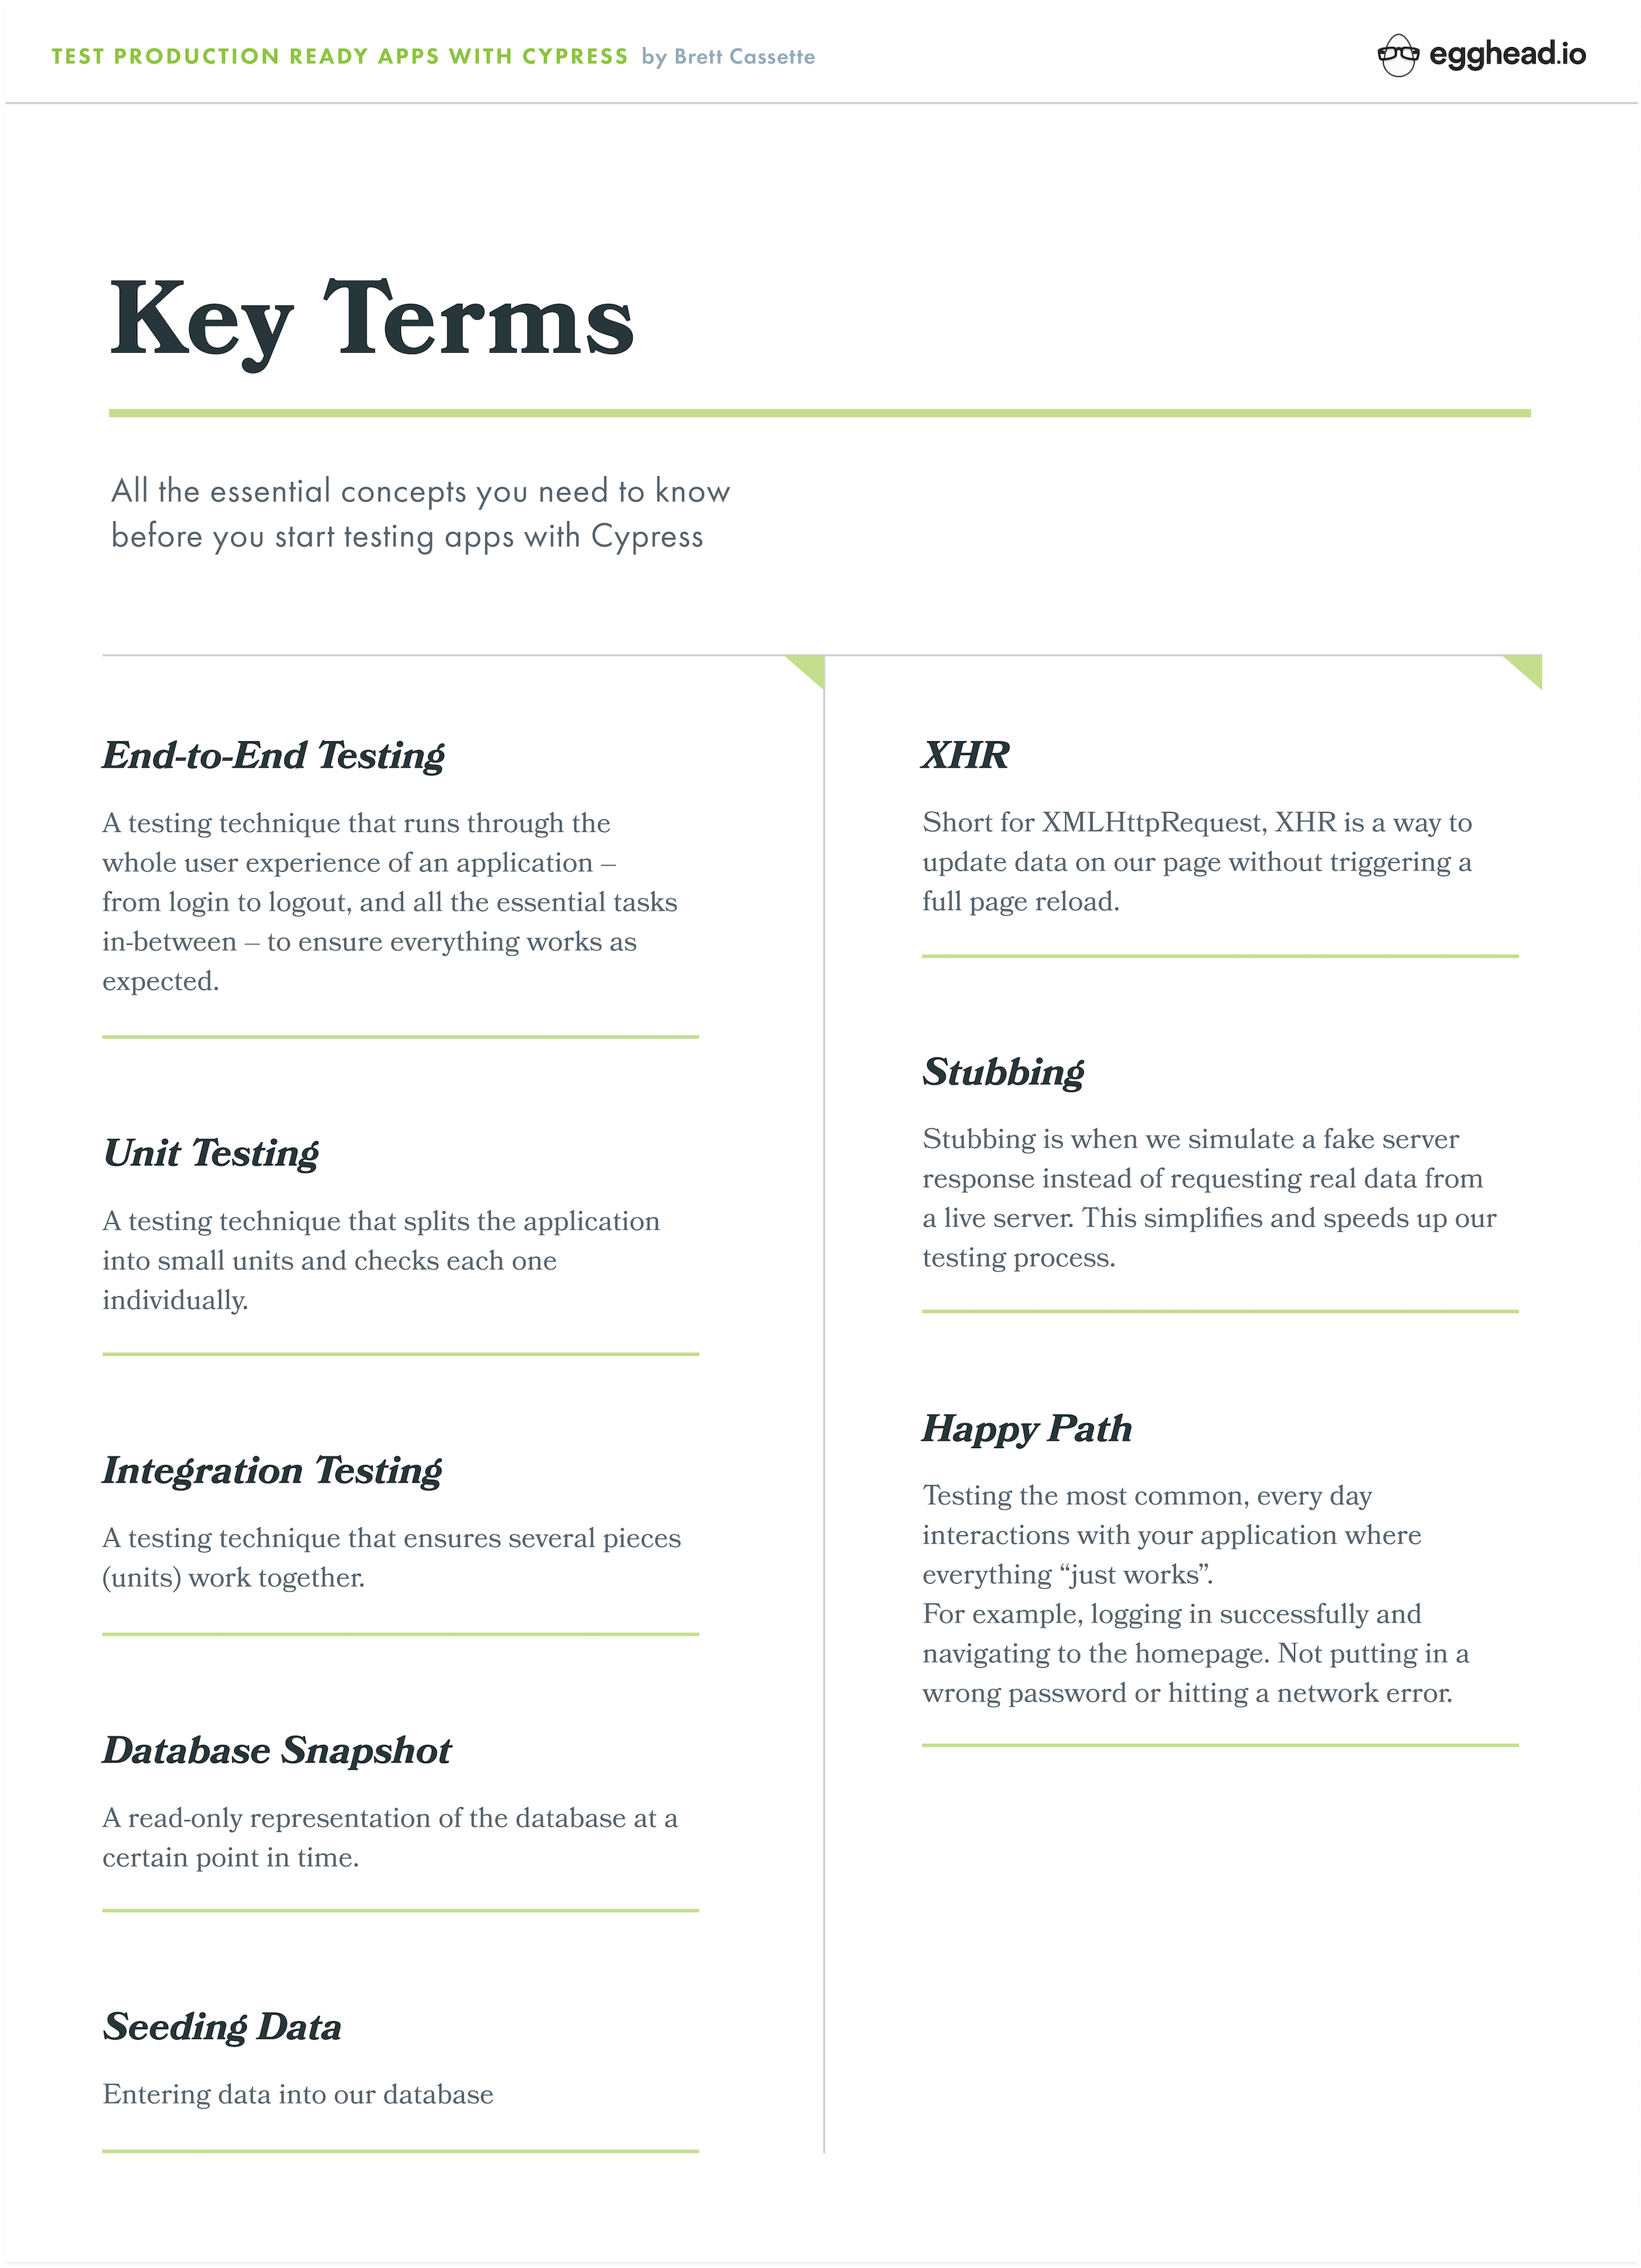 TEST PRODUCTION READY APPS WITH CYPRESS by Brett Cassette
egghead.io
Key Terms
All the essential concepts you need to know
before you start testing apps with Cypress
End-to-End Testing
A testing technique that runs through the
whole user experience of an application –
from login to logout, and all the essential tasks
in-between – to ensure everything works as
expected.
Unit Testing
A testing technique that splits the application
into small units and checks each one
individually.
Integration Testing
A testing technique that ensures several pieces
(units) work together.
Database Snapshot
A read-only representation of the database at a
certain point in time.
Seeding Data
Entering data into our database
XHR
Short for XMLHttpRequest, XHR is a way to
update data on our page without triggering a
full page reload.
Stubbing
Stubbing is when we simulate a fake server
response instead of requesting real data from
a live server. This simplifies and speeds up our
testing process.
Happy Path
Testing the most common, every day
interactions with your application where
everything “just works”.
For example, logging in successfully and
navigating to the homepage. Not putting in a
wrong password or hitting a network error.